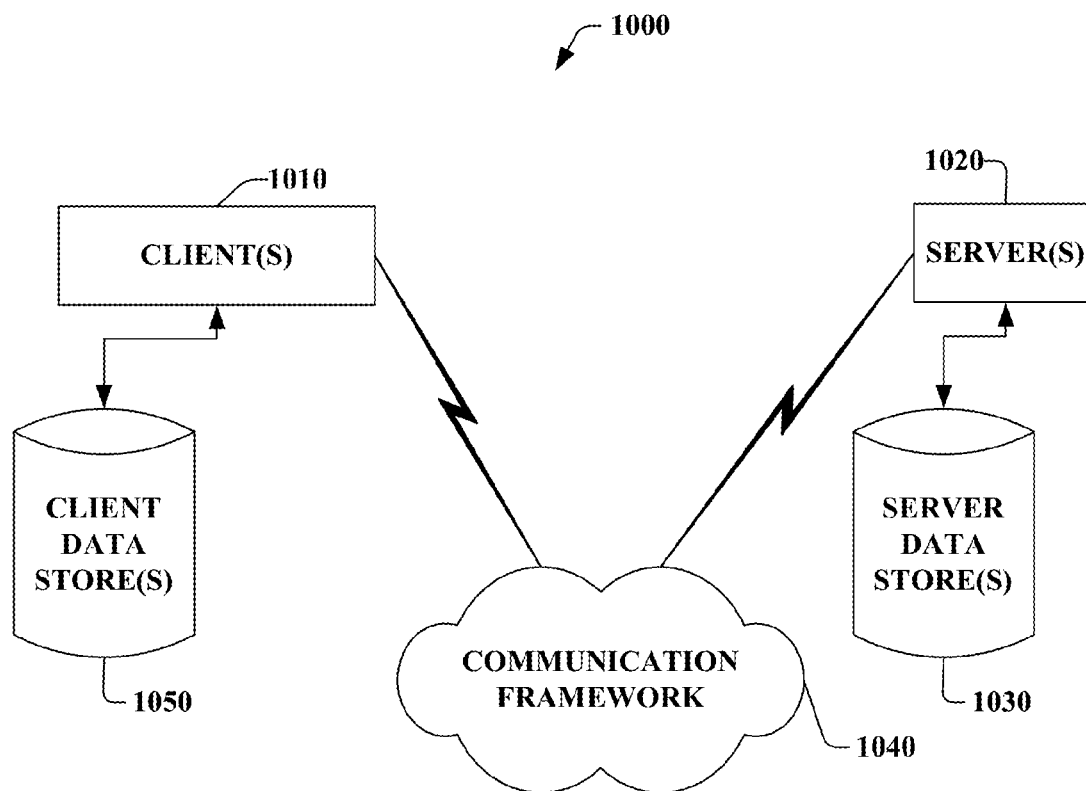 1000
1010
CLIENT(S)
1020
SERVER(S)
CLIENT
DATA
STORE(S)
1050
COMMUNICATION
FRAMEWORK
1040
SERVER
DATA
STORE(S)
1030